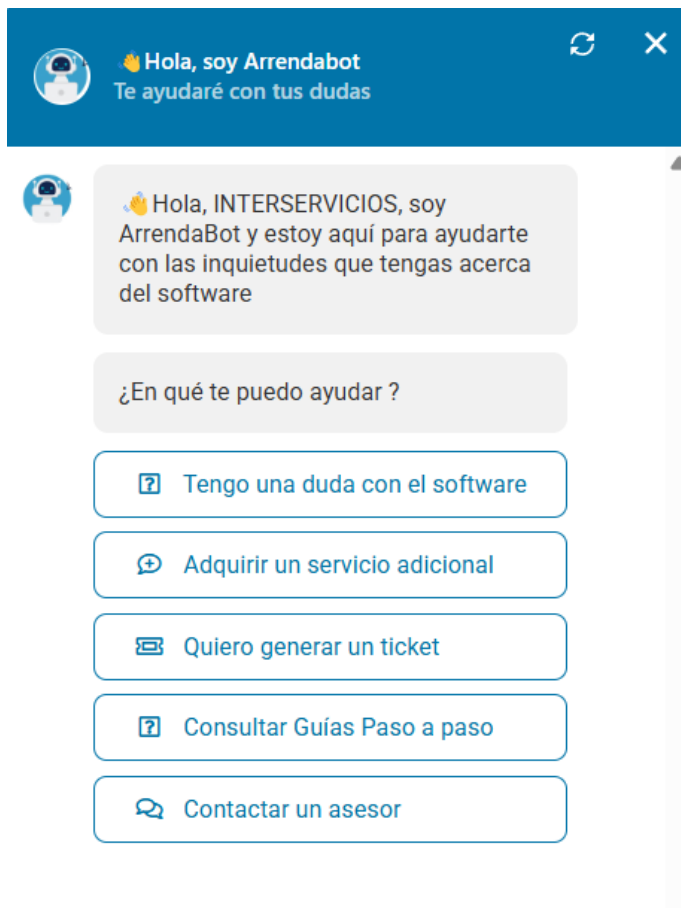 👋Hola, soy Arrendabot
Te ayudaré con tus dudas
👋Hola, INTERSERVICIOS, soy
ArrendaBot y estoy aquí para ayudarte
con las inquietudes que tengas acerca
del software
¿En qué te puedo ayudar ?
Tengo una duda con el software
Adquirir un servicio adicional
Quiero generar un ticket
Consultar Guías Paso a paso
Contactar un asesor